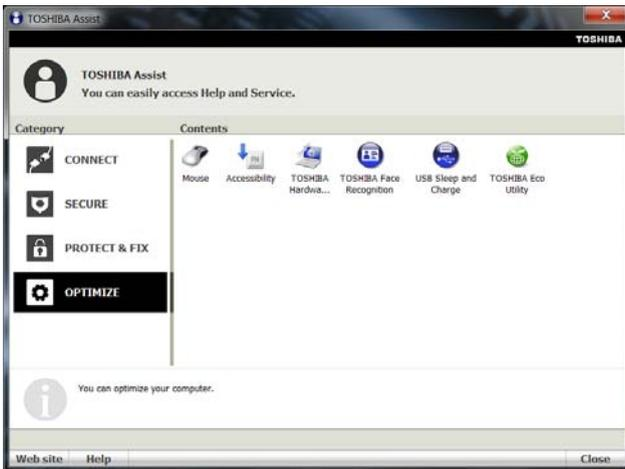 TOSHIBA Assist
TOSHIBA
TOSHIBA Assist
You can easily access Help and Service.
Category
Contents
CONNECT
SECURE
PROTECT & FIX
OPTIMIZE
Mouse
Accessibility
TOSHIBA
Hardwa...
TOSHIBA Face
Recognition
USB Sleep and
Charge
TOSHIBA Eco
Utility
You can optimize your computer.
Web site
Help
Close